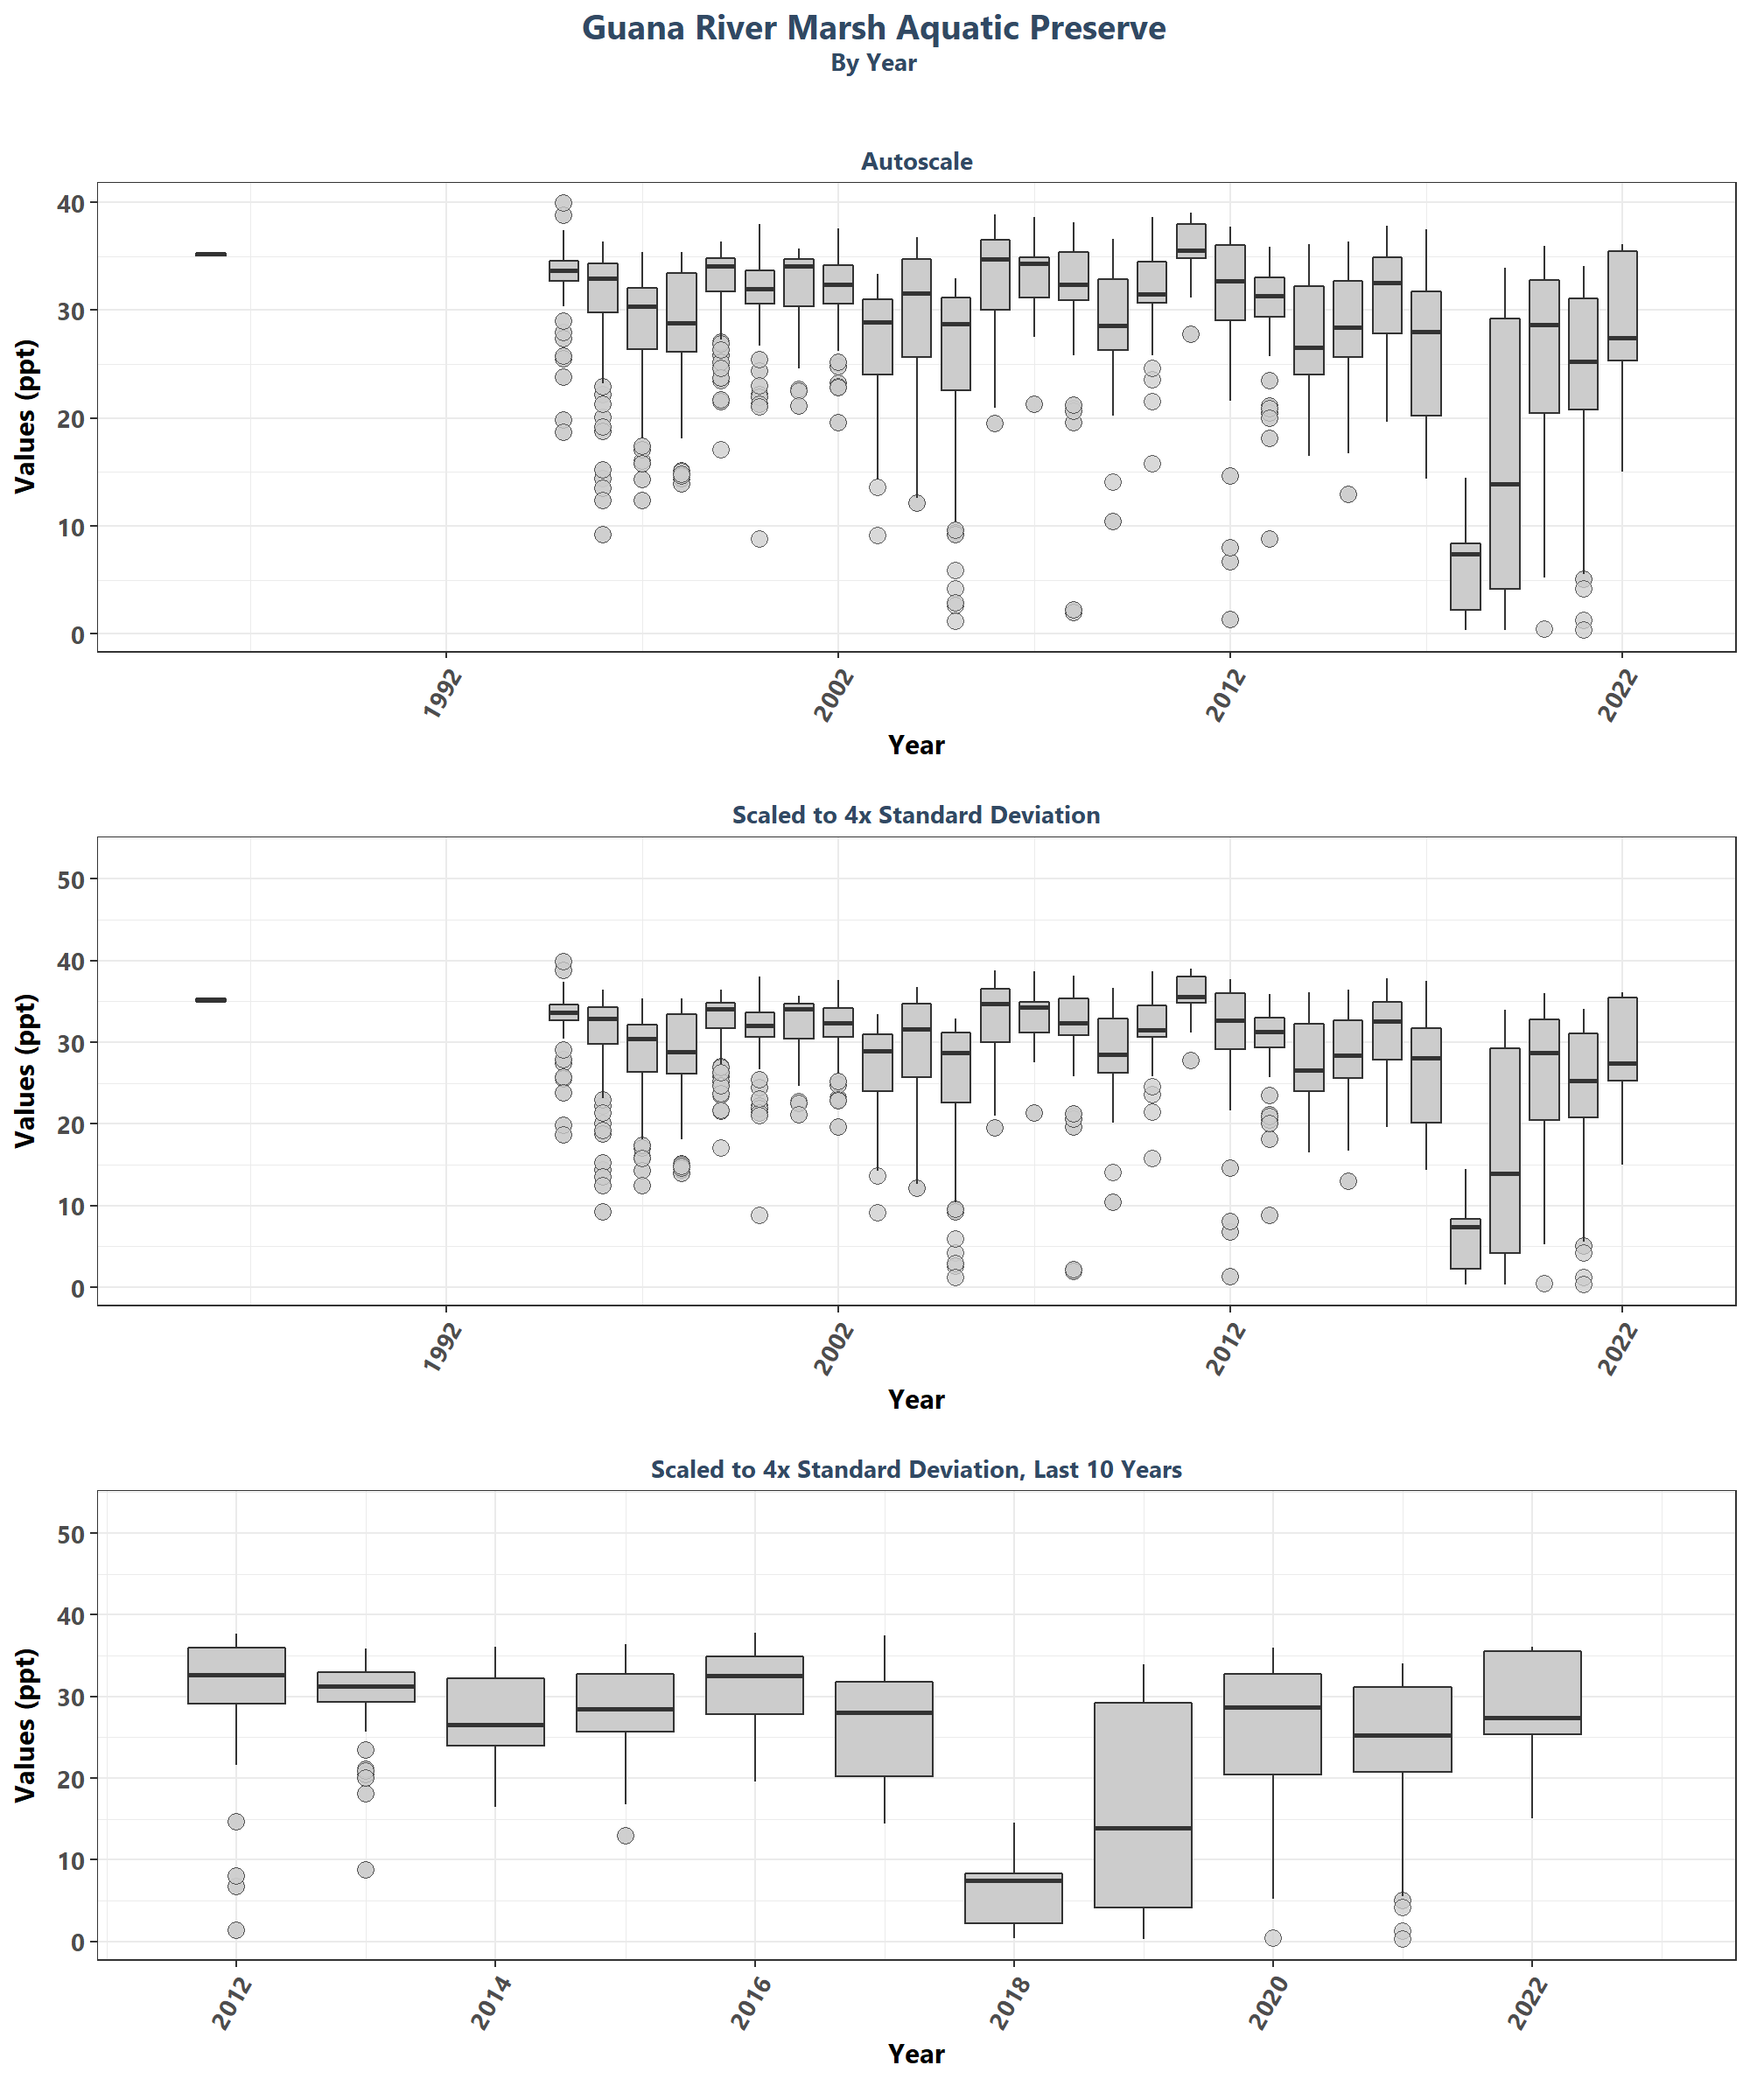 Guana River Marsh Aquatic Preserve
By Year
Autoscale
40
30
20
10
0
Values (ppt)
1992
2002
2012
2022
Year
Scaled to 4x Standard Deviation
50
40
30
20
10
0
Values (ppt)
1992
2002
2012
2022
Year
Scaled to 4x Standard Deviation, Last 10 Years
50
40
30
20
10
0
Values (ppt)
2012
2014
2016
2018
2020
2022
Year